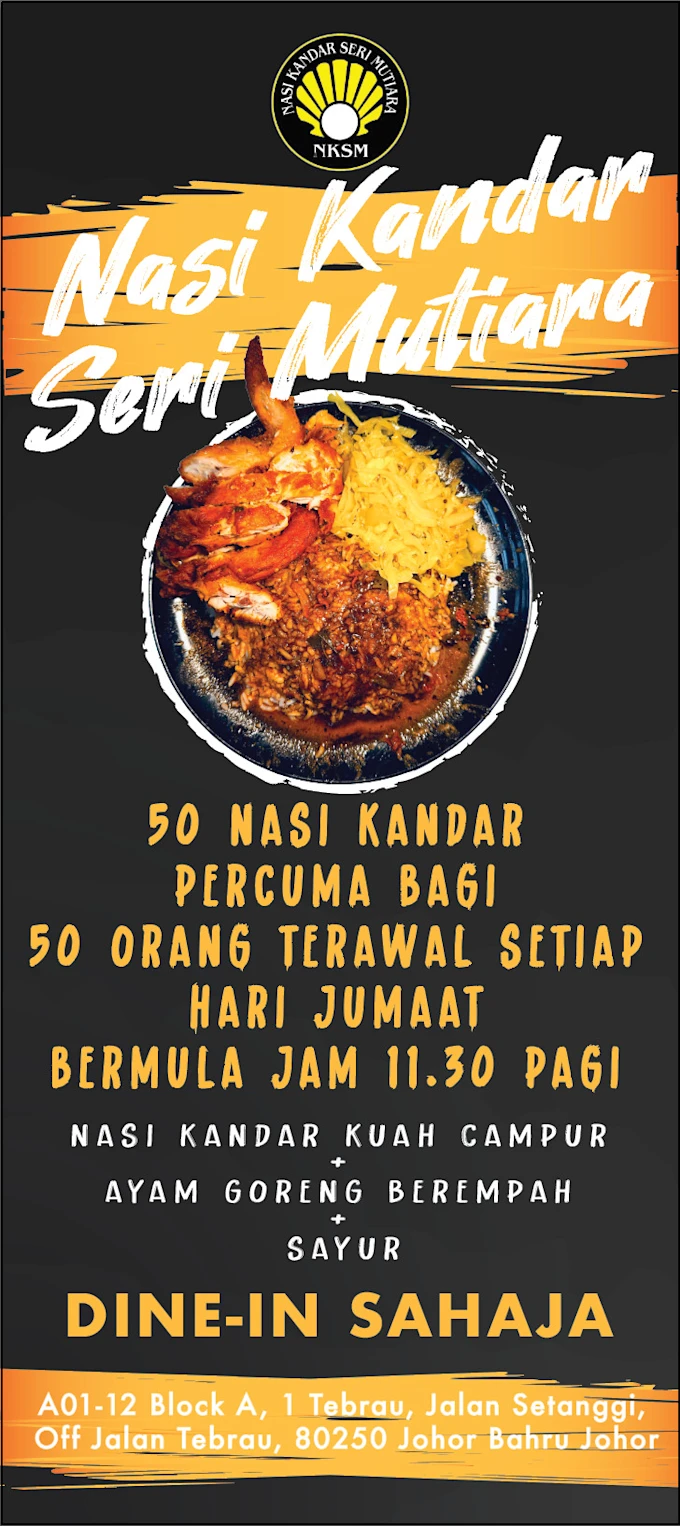 NASI KANDAR SERI MUTIARA
NKSM
Nasi Kandar
Seri Mutiara
50 NASI KANDAR
PERCUMA BAGI
50 ORANG TERAWAL SETIAP
HARI JUMAAT
BERMULA JAM 11.30 PAGI
NASI KANDAR KUAH CAMPUR
+
AYAM GORENG BEREMPAH
+
SAYUR
DINE-IN SAHAJA
A01-12 Block A, 1 Tebrau, Jalan Setanggi,
Off Jalan Tebrau, 80250 Johor Bahru Johor